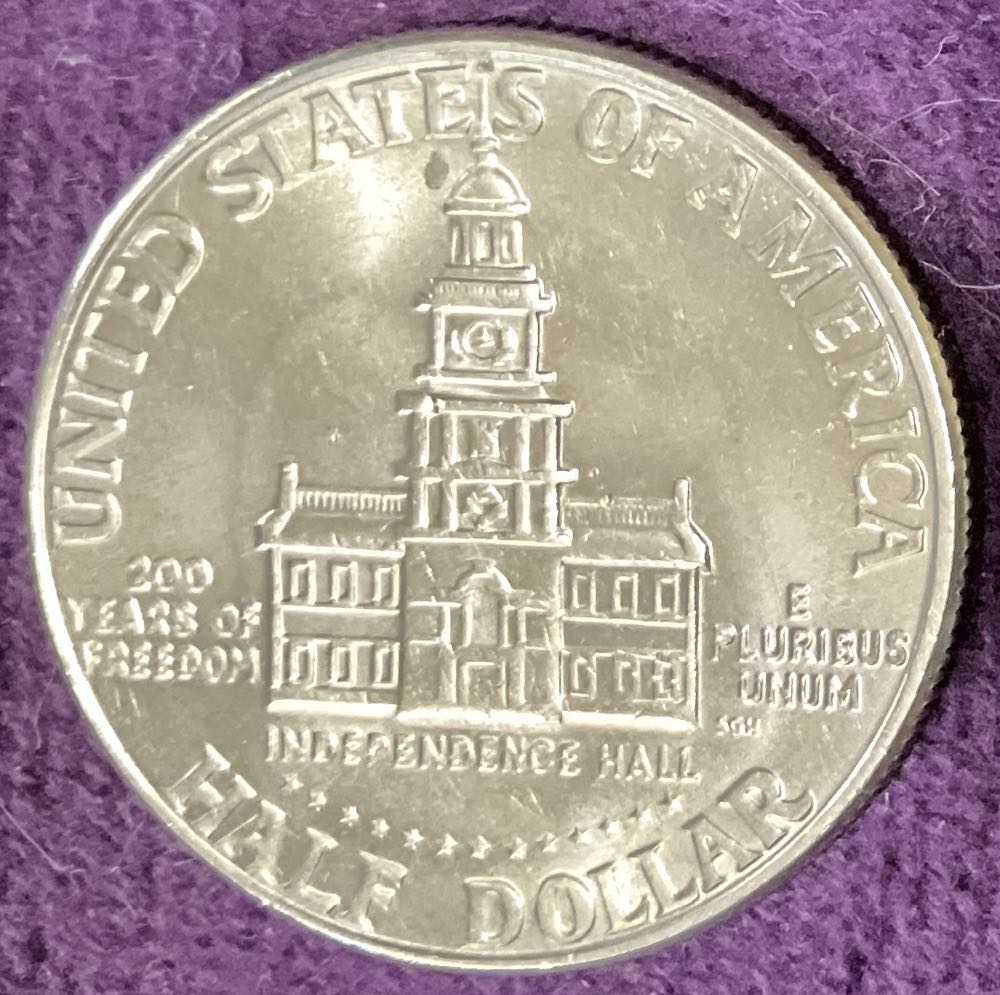 UNITED STATES OF AMERICA
200
YEARS OF
FREEDOM
E
PLURIBUS
UNUM
SGH
INDEPENDENCE HALL
HALF DOLLAR